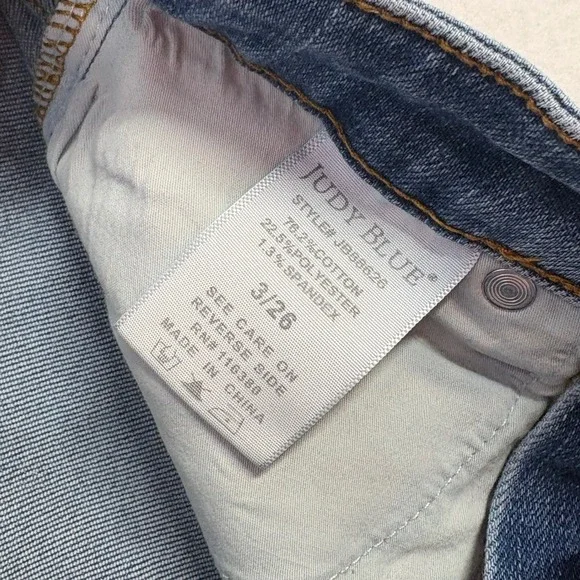 JUDY BLUE®
STYLE# JB88626
76.2%COTTON
22.5%POLYESTER
1.3%SPANDEX
3/26
SEE CARE ON
REVERSE SIDE
RN# 116380
MADE IN CHINA